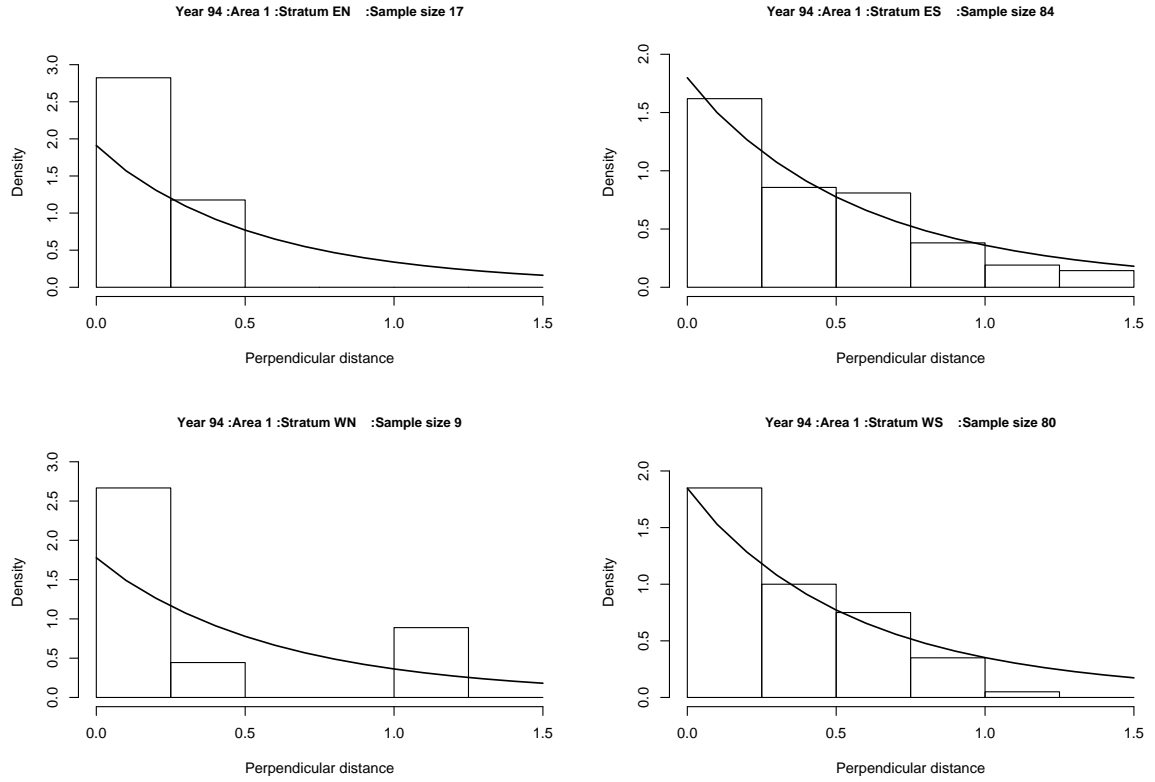 Year 94 :Area 1 :Stratum EN :Sample size 17
Density
0.0 0.5 1.0 1.5 2.0 2.5 3.0
0.0 0.5 1.0 1.5
Perpendicular distance
Year 94 :Area 1 :Stratum ES :Sample size 84
Density
0.0 0.5 1.0 1.5 2.0
0.0 0.5 1.0 1.5
Perpendicular distance
Year 94 :Area 1 :Stratum WN :Sample size 9
Density
0.0 0.5 1.0 1.5 2.0 2.5 3.0
0.0 0.5 1.0 1.5
Perpendicular distance
Year 94 :Area 1 :Stratum WS :Sample size 80
Density
0.0 0.5 1.0 1.5 2.0
0.0 0.5 1.0 1.5
Perpendicular distance